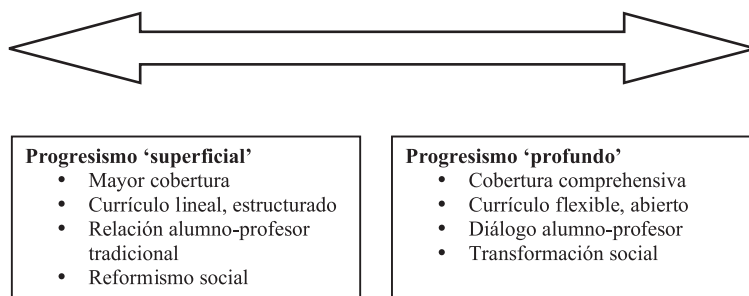 Progresismo ‘superficial’
• Mayor cobertura
• Currículo lineal, estructurado
• Relación alumno-profesor
tradicional
• Reformismo social
Progresismo ‘profundo’
• Cobertura comprehensiva
• Currículo flexible, abierto
• Diálogo alumno-profesor
• Transformación social